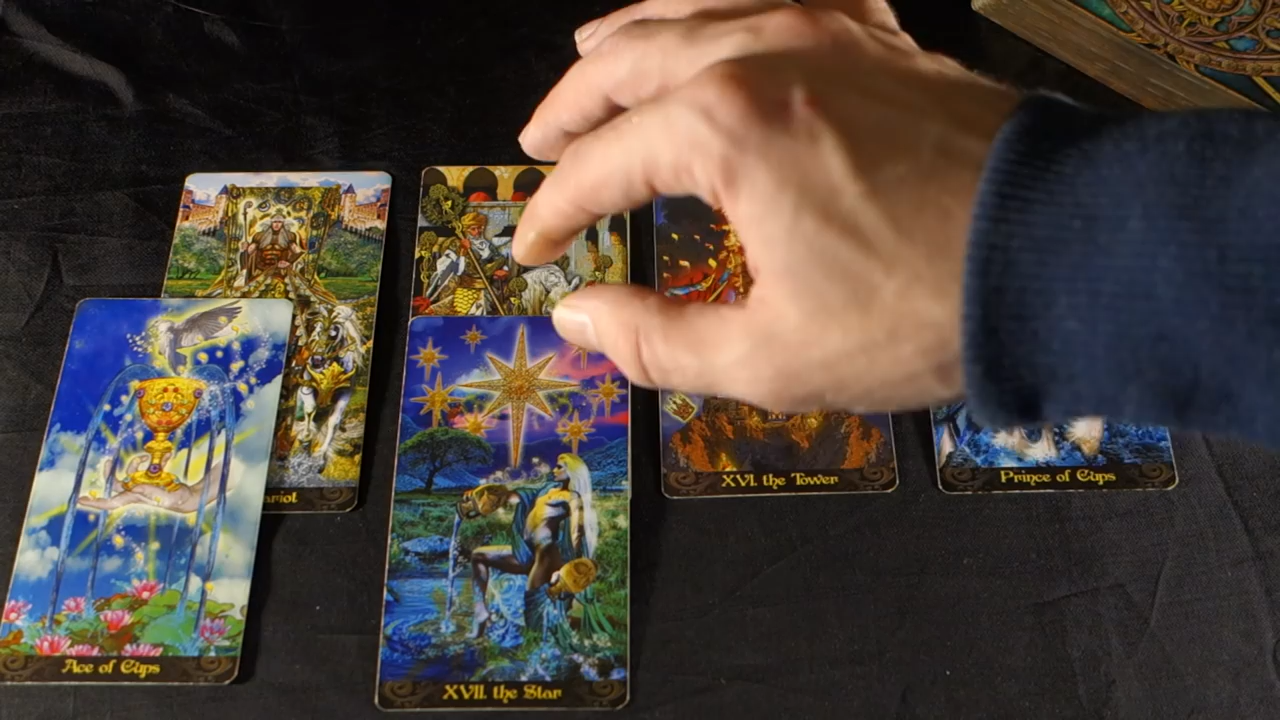 XVI. the Tower
Prince of Cups
ariot
Ace of Cups
XVII. the Star